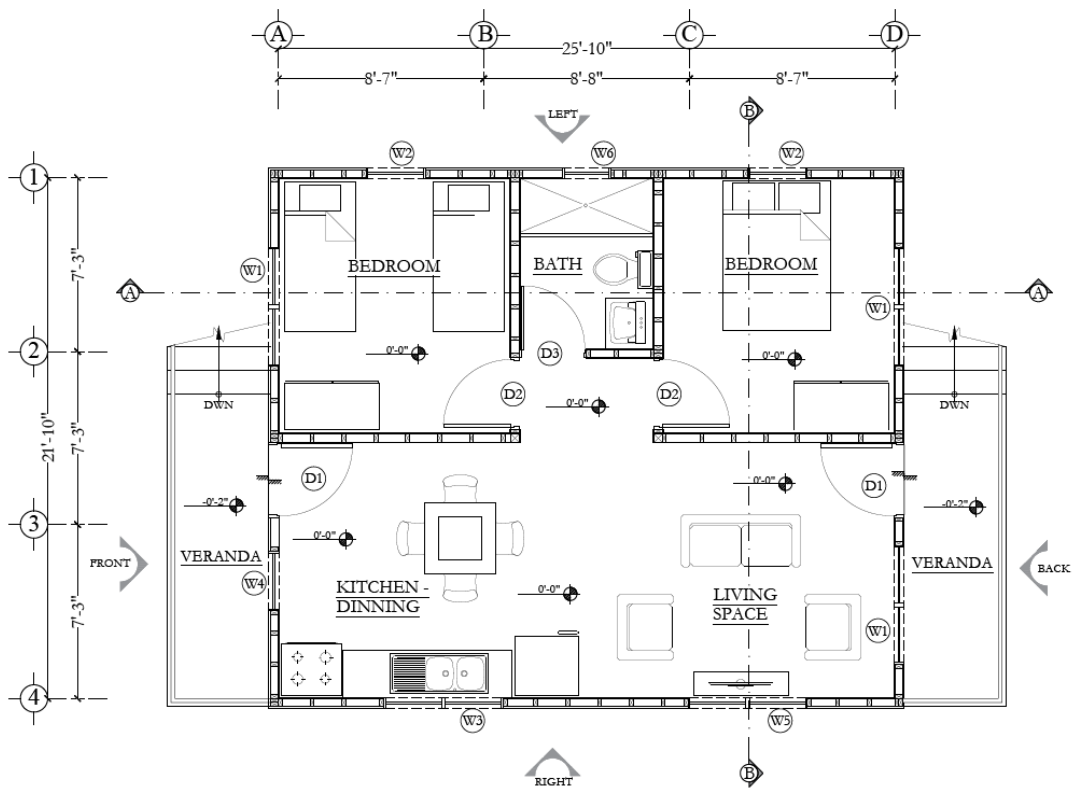 A B C D
25'-10"
8'-7" 8'-8" 8'-7"
B
LEFT
W2 W6 W2
1
7'-3"
BEDROOM BATH BEDROOM
W1
A A
W1
2
D3
0'-0" 0'-0"
D2 D2
DWN 0'-0" DWN
21'-10"
7'-3"
D1 0'-0" D1
-0'-2" -0'-2"
3
0'-0"
FRONT VERANDA VERANDA BACK
W4
KITCHEN - DINNING
0'-0"
LIVING SPACE
7'-3"
W1
4
W3 W5
B
RIGHT